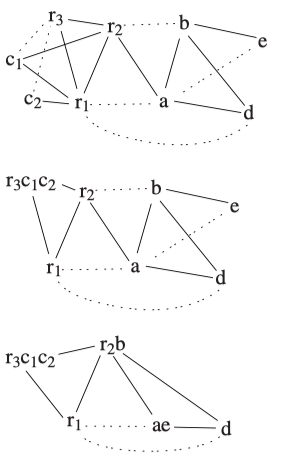 r₃ r₂ b e
c₁
c₂ r₁ a d
r₃c₁c₂ r₂ b e
r₁ a d
r₃c₁c₂ r₂b
r₁ ae d